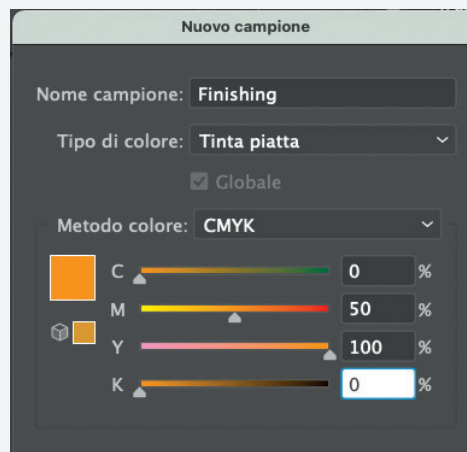 Nuovo campione
Nome campione: Finishing
Tipo di colore: Tinta piatta
Globale
Metodo colore: CMYK
C 0 %
M 50 %
Y 100 %
K 0 %